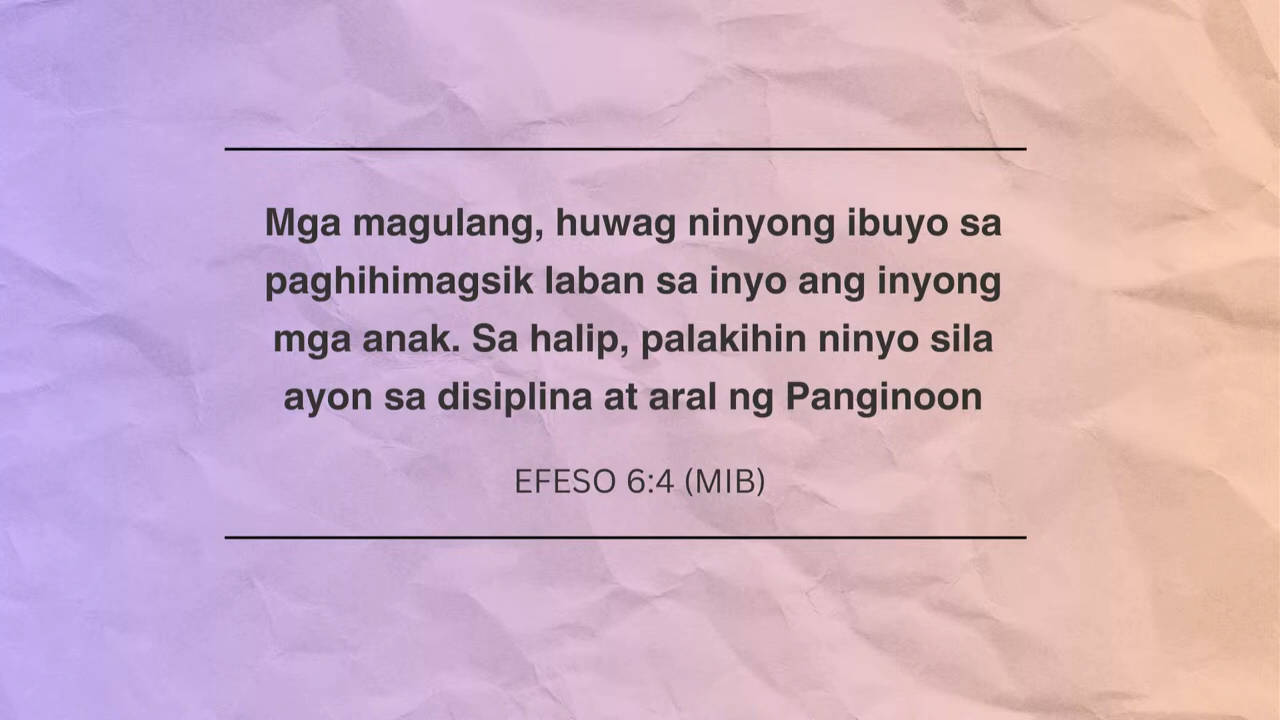 Mga magulang, huwag ninyong ibuyo sa
paghihimagsik laban sa inyo ang inyong
mga anak. Sa halip, palakihin ninyo sila
ayon sa disiplina at aral ng Panginoon
EFESO 6:4 (MIB)